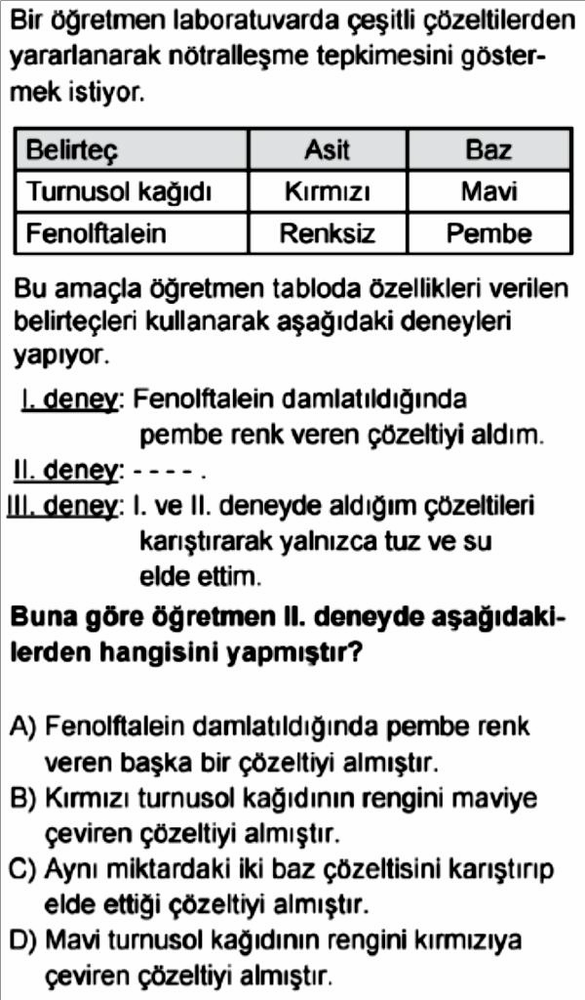 Bir öğretmen laboratuvarda çeşitli çözeltilerden
yararlanarak nötralleşme tepkimesini göster-
mek istiyor.
Belirteç Asit Baz
Turnusol kağıdı Kırmızı Mavi
Fenolftalein Renksiz Pembe
Bu amaçla öğretmen tabloda özellikleri verilen
belirteçleri kullanarak aşağıdaki deneyleri
yapıyor.
I. deney: Fenolftalein damlatıldığında
pembe renk veren çözeltiyi aldım.
II. deney: - - - - .
III. deney: I. ve II. deneyde aldığım çözeltileri
karıştırarak yalnızca tuz ve su
elde ettim.
Buna göre öğretmen II. deneyde aşağıdaki-
lerden hangisini yapmıştır?
A) Fenolftalein damlatıldığında pembe renk
veren başka bir çözeltiyi almıştır.
B) Kırmızı turnusol kağıdının rengini maviye
çeviren çözeltiyi almıştır.
C) Aynı miktardaki iki baz çözeltisini karıştırıp
elde ettiği çözeltiyi almıştır.
D) Mavi turnusol kağıdının rengini kırmızıya
çeviren çözeltiyi almıştır.